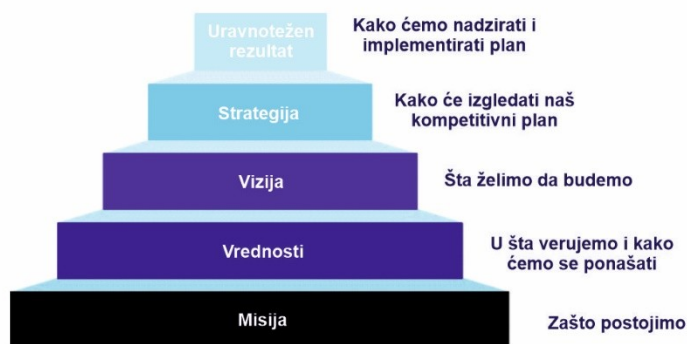 Uravnotežen
rezultat
Kako ćemo nadzirati i
implementirati plan
Strategija
Kako će izgledati naš
kompetitivni plan
Vizija
Šta želimo da budemo
Vrednosti
U šta verujemo i kako
ćemo se ponašati
Misija
Zašto postojimo